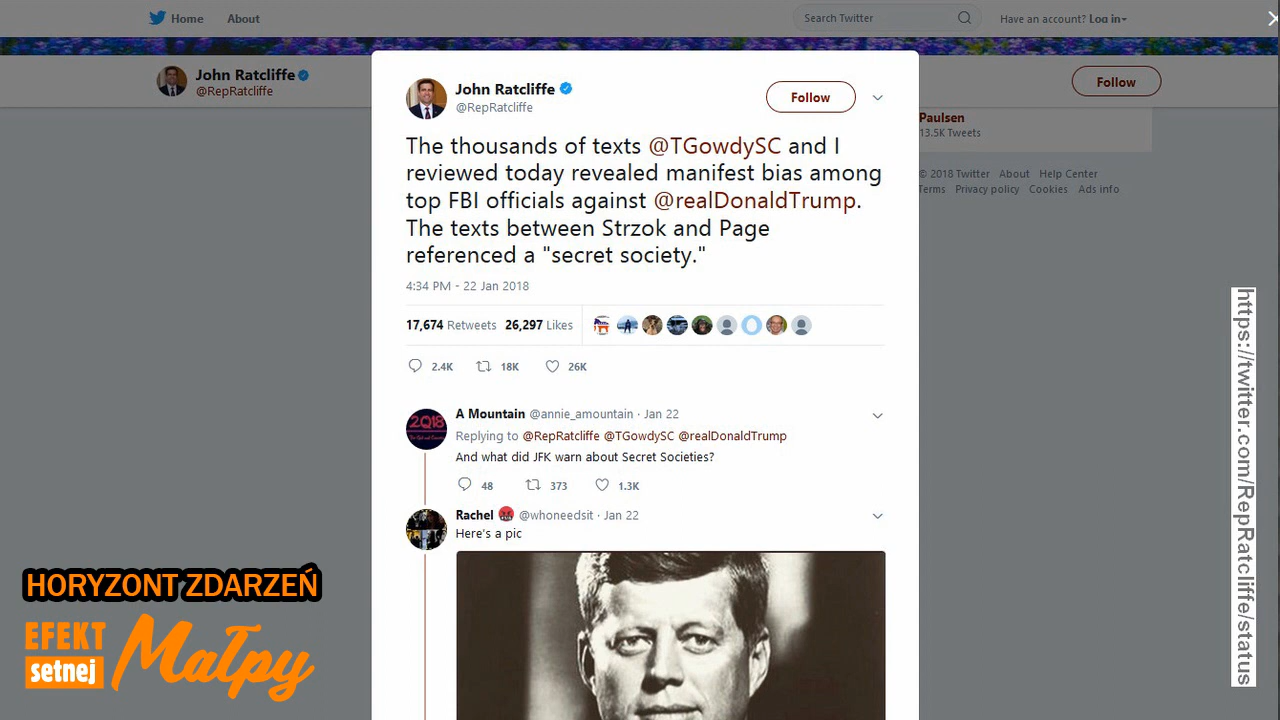 Home About
Search Twitter
Have an account? Log in
John Ratcliffe
@RepRatcliffe
Follow
John Ratcliffe
@RepRatcliffe
Follow
The thousands of texts @TGowdySC and I
reviewed today revealed manifest bias among
top FBI officials against @realDonaldTrump.
The texts between Strzok and Page
referenced a "secret society."
4:34 PM - 22 Jan 2018
17,674 Retweets 26,297 Likes
2.4K 18K 26K
A Mountain @annie_amountain · Jan 22
Replying to @RepRatcliffe @TGowdySC @realDonaldTrump
And what did JFK warn about Secret Societies?
48 373 1.3K
Rachel @whoneedsit · Jan 22
Here's a pic
Paulsen
13.5K Tweets
© 2018 Twitter About Help Center
Terms Privacy policy Cookies Ads info
https://twitter.com/RepRatcliffe/status
2Q18
HORYZONT ZDARZEŃ
EFEKT
setnej
Małpy